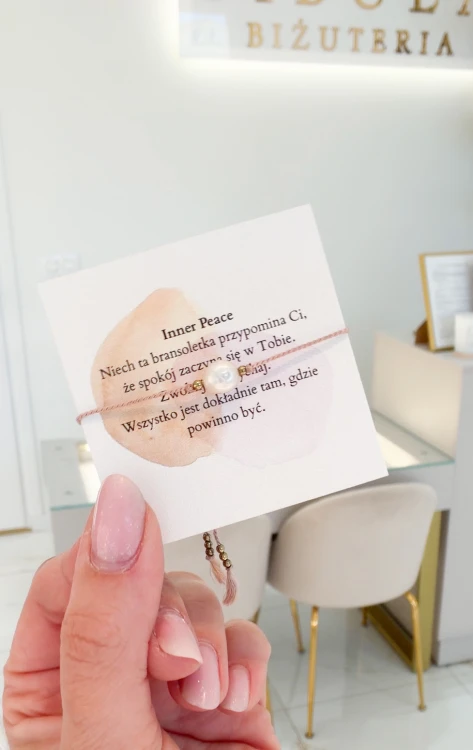 BIŻUTERIA
Inner Peace
Niech ta bransoletka przypomina Ci,
że spokój zaczyna się w Tobie.
Wszystko jest dokładnie tam, gdzie
powinno być.